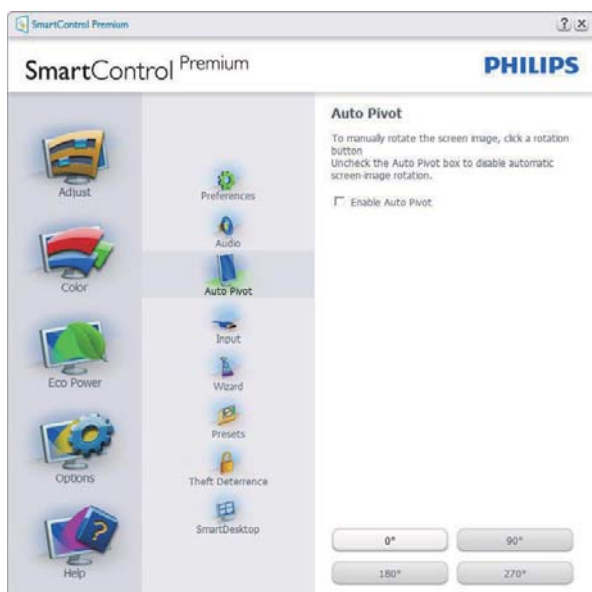 SmartControl Premium
SmartControl Premium
PHILIPS
Adjust
Color
Eco Power
Options
Help
Preferences
Audio
Auto Pivot
Input
Wizard
Presets
Theft Deterrence
SmartDesktop
Auto Pivot
To manually rotate the screen image, click a rotation
button
Uncheck the Auto Pivot box to disable automatic
screen-image rotation.
Enable Auto Pivot
0°
90°
180°
270°